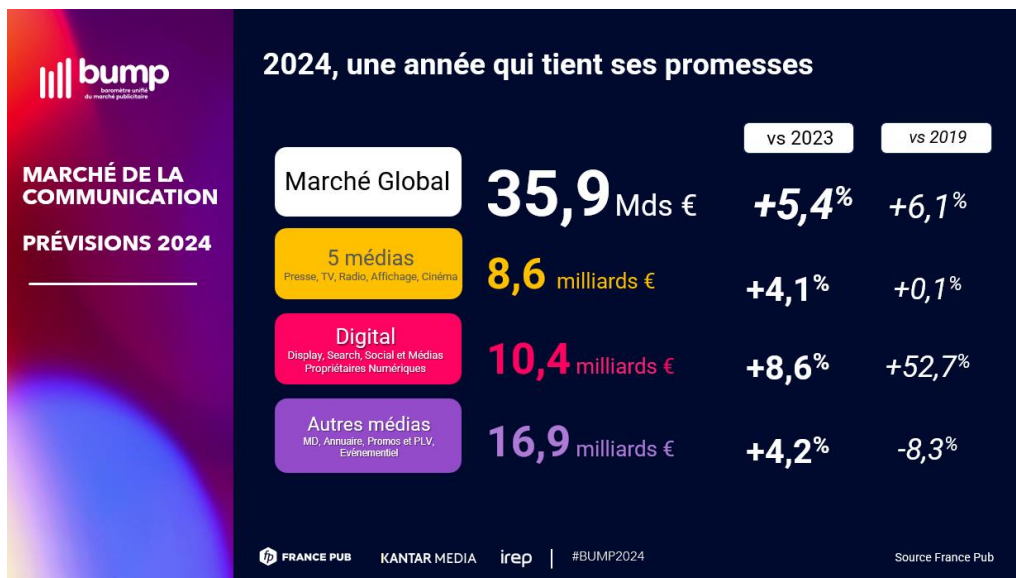 bump
baromètre unifié
du marché publicitaire
MARCHÉ DE LA
COMMUNICATION
PRÉVISIONS 2024
2024, une année qui tient ses promesses
vs 2023
vs 2019
Marché Global
35,9 Mds €
+5,4%
+6,1%
5 médias
Presse, TV, Radio, Affichage, Cinéma
8,6 milliards €
+4,1%
+0,1%
Digital
Display, Search, Social et Médias
Propriétaires Numériques
10,4 milliards €
+8,6%
+52,7%
Autres médias
MD, Annuaire, Promos et PLV,
Evénementiel
16,9 milliards €
+4,2%
-8,3%
fp FRANCE PUB KANTAR MEDIA irep | #BUMP2024
Source France Pub